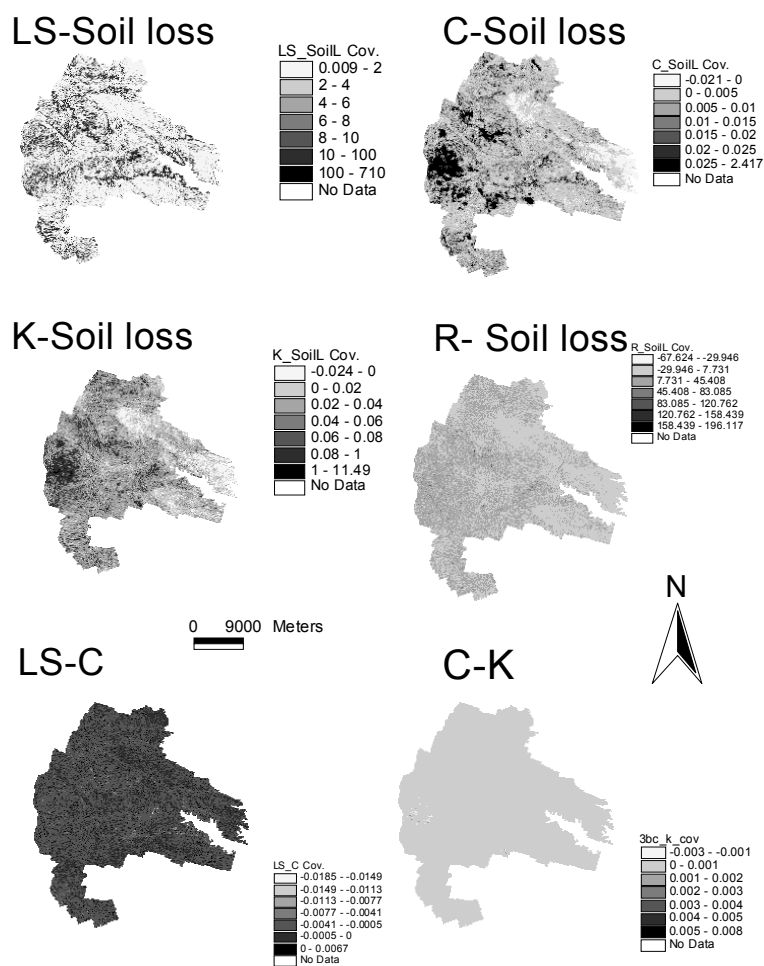 LS-Soil loss
LS_SoilL Cov.
0.009 - 2
2 - 4
4 - 6
6 - 8
8 - 10
10 - 100
100 - 710
No Data
C-Soil loss
C_SoilL Cov.
-0.021 - 0
0 - 0.005
0.005 - 0.01
0.01 - 0.015
0.015 - 0.02
0.02 - 0.025
0.025 - 2.417
No Data
K-Soil loss
K_SoilL Cov.
-0.024 - 0
0 - 0.02
0.02 - 0.04
0.04 - 0.06
0.06 - 0.08
0.08 - 1
1 - 11.49
No Data
R- Soil loss
R_SoilL Cov.
-67.624 - -29.946
-29.946 - 7.731
7.731 - 45.408
45.408 - 83.085
83.085 - 120.762
120.762 - 158.439
158.439 - 196.117
No Data
0 9000 Meters
N
LS-C
LS_C Cov.
-0.0185 - -0.0149
-0.0149 - -0.0113
-0.0113 - -0.0077
-0.0077 - -0.0041
-0.0041 - -0.0005
-0.0005 - 0
0 - 0.0067
No Data
C-K
3bc_k_cov
-0.003 - -0.001
0 - 0.001
0.001 - 0.002
0.002 - 0.003
0.003 - 0.004
0.004 - 0.005
0.005 - 0.008
No Data